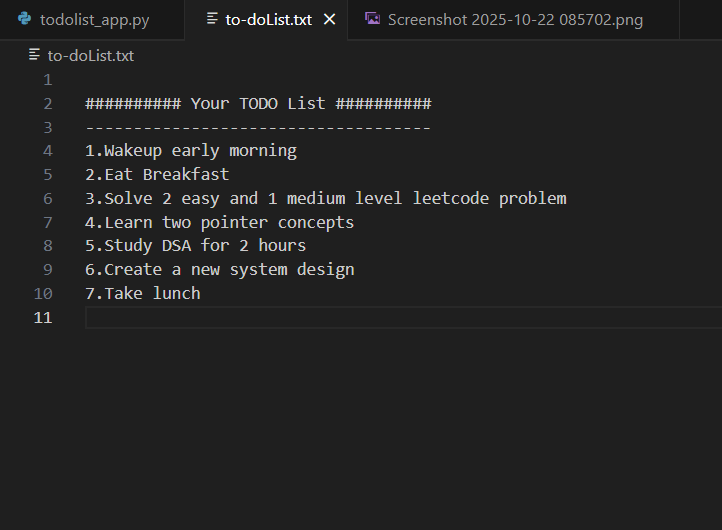 todolist_app.py to-doList.txt Screenshot 2025-10-22 085702.png
to-doList.txt
1
2 ########## Your TODO List ##########
3 ------------------------------------
4 1.Wakeup early morning
5 2.Eat Breakfast
6 3.Solve 2 easy and 1 medium level leetcode problem
7 4.Learn two pointer concepts
8 5.Study DSA for 2 hours
9 6.Create a new system design
10 7.Take lunch
11